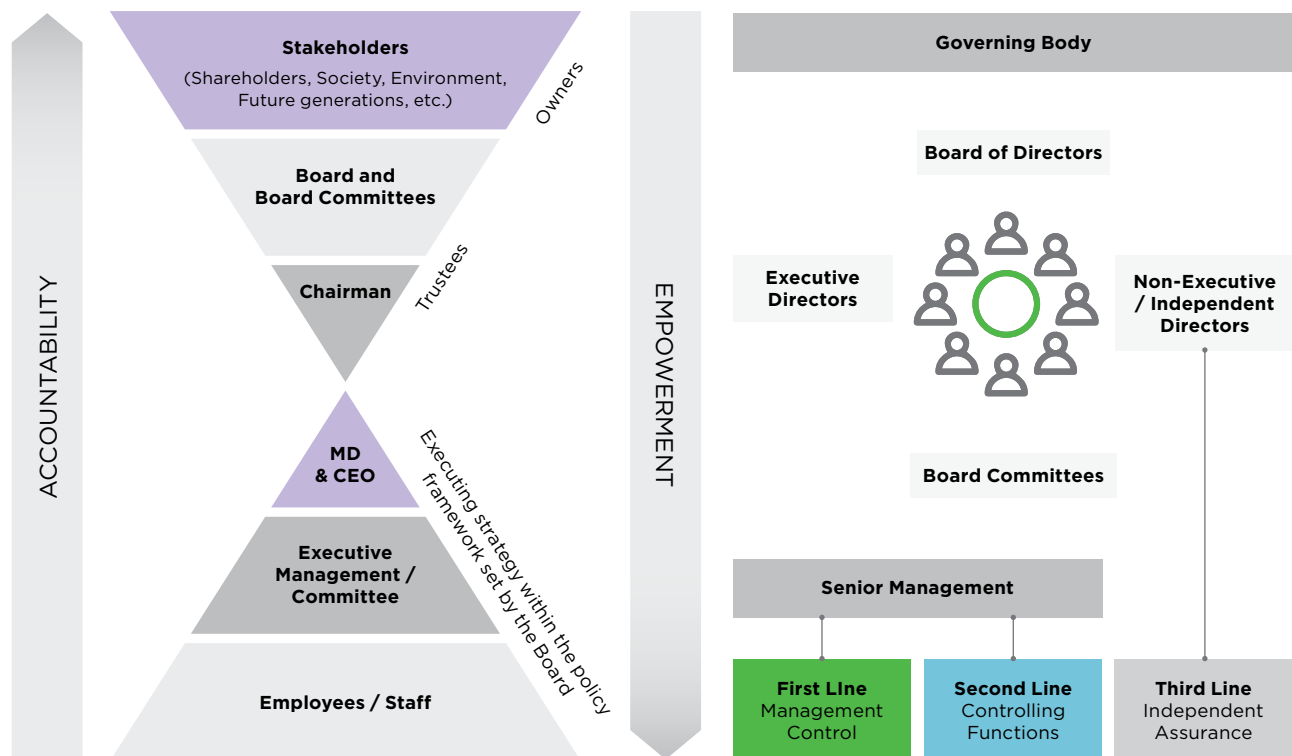 ACCOUNTABILITY
Stakeholders
(Shareholders, Society, Environment,
Future generations, etc.)
Owners
Board and
Board Committees
Trustees
Chairman
MD
& CEO
Executing strategy within the policy
framework set by the Board
Executive
Management /
Committee
Employees / Staff
EMPOWERMENT
Governing Body
Board of Directors
Executive
Directors
Non-Executive
/ Independent
Directors
Board Committees
Senior Management
First LIne
Management
Control
Second Line
Controlling
Functions
Third Line
Independent
Assurance